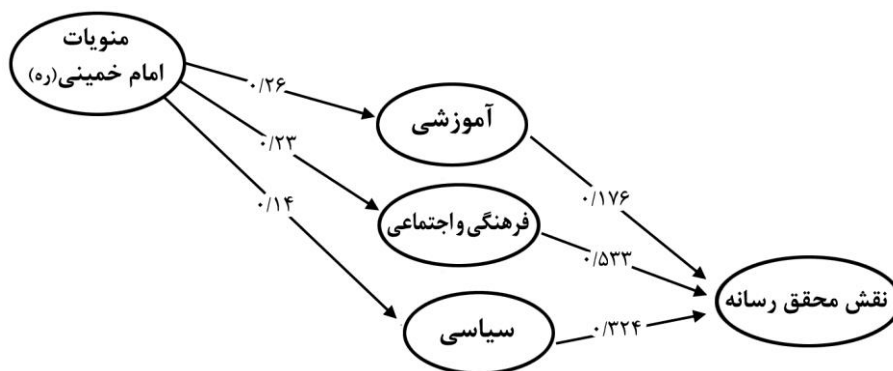 منویات
امام خمینی(ره)
۰/۲۶
آموزشی
۰/۲۳
۰/۱۷۶
۰/۱۴
فرهنگی و اجتماعی
۰/۵۳۳
نقش محقق رسانه
سیاسی
۰/۳۲۴